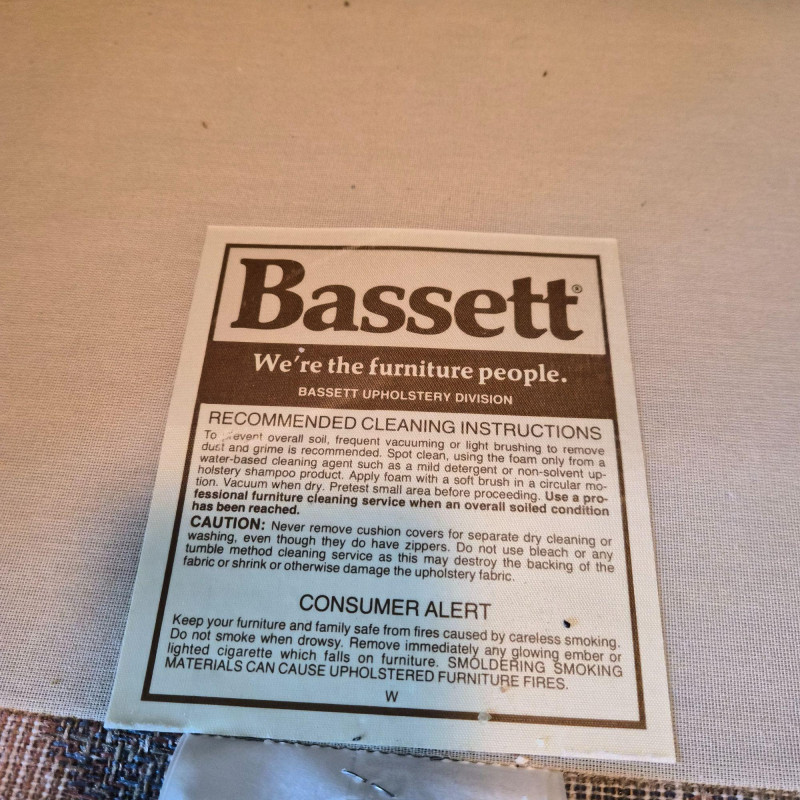 Bassett®
We're the furniture people.
BASSETT UPHOLSTERY DIVISION
RECOMMENDED CLEANING INSTRUCTIONS
To prevent overall soil, frequent vacuuming or light brushing to remove
dust and grime is recommended. Spot clean, using the foam only from a
water-based cleaning agent such as a mild detergent or non-solvent up-
holstery shampoo product. Apply foam with a soft brush in a circular mo-
tion. Vacuum when dry. Pretest small area before proceeding. Use a pro-
fessional furniture cleaning service when an overall soiled condition
has been reached.
CAUTION: Never remove cushion covers for separate dry cleaning or
washing, even though they do have zippers. Do not use bleach or any
tumble method cleaning service as this may destroy the backing of the
fabric or shrink or otherwise damage the upholstery fabric.
CONSUMER ALERT
Keep your furniture and family safe from fires caused by careless smoking.
Do not smoke when drowsy. Remove immediately any glowing ember or
lighted cigarette which falls on furniture. SMOLDERING SMOKING
MATERIALS CAN CAUSE UPHOLSTERED FURNITURE FIRES.
W